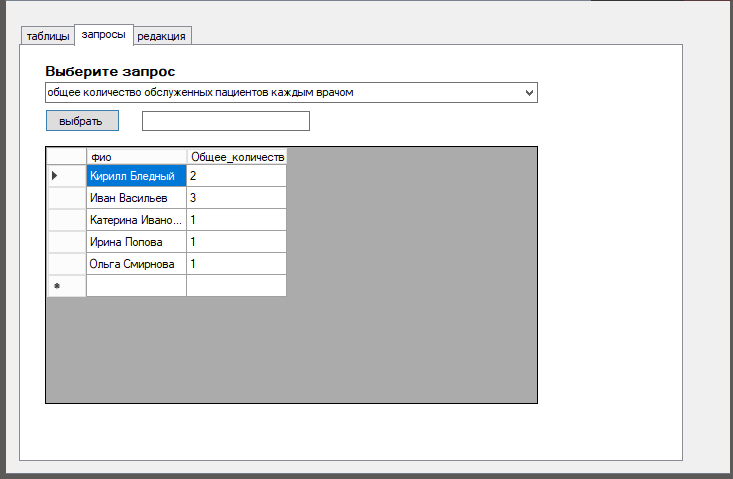 таблицы запросы редакция
Выберите запрос
общее количество обслуженных пациентов каждым врачом
выбрать
фио Общее_количеств
Кирилл Бледный 2
Иван Васильев 3
Катерина Ивано... 1
Ирина Попова 1
Ольга Смирнова 1